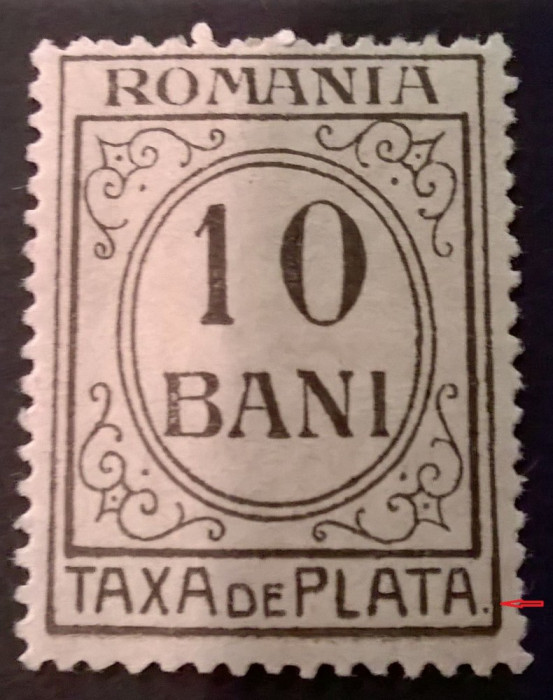 ROMANIA
10
BANI
TAXA DE PLATA.